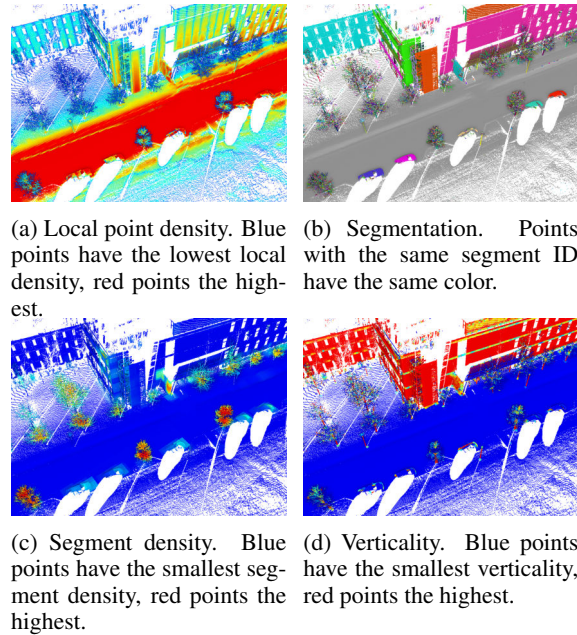 (a) Local point density. Blue
points have the lowest local
density, red points the high-
est.
(b) Segmentation. Points
with the same segment ID
have the same color.
(c) Segment density. Blue
points have the smallest seg-
ment density, red points the
highest.
(d) Verticality. Blue points
have the smallest verticality,
red points the highest.